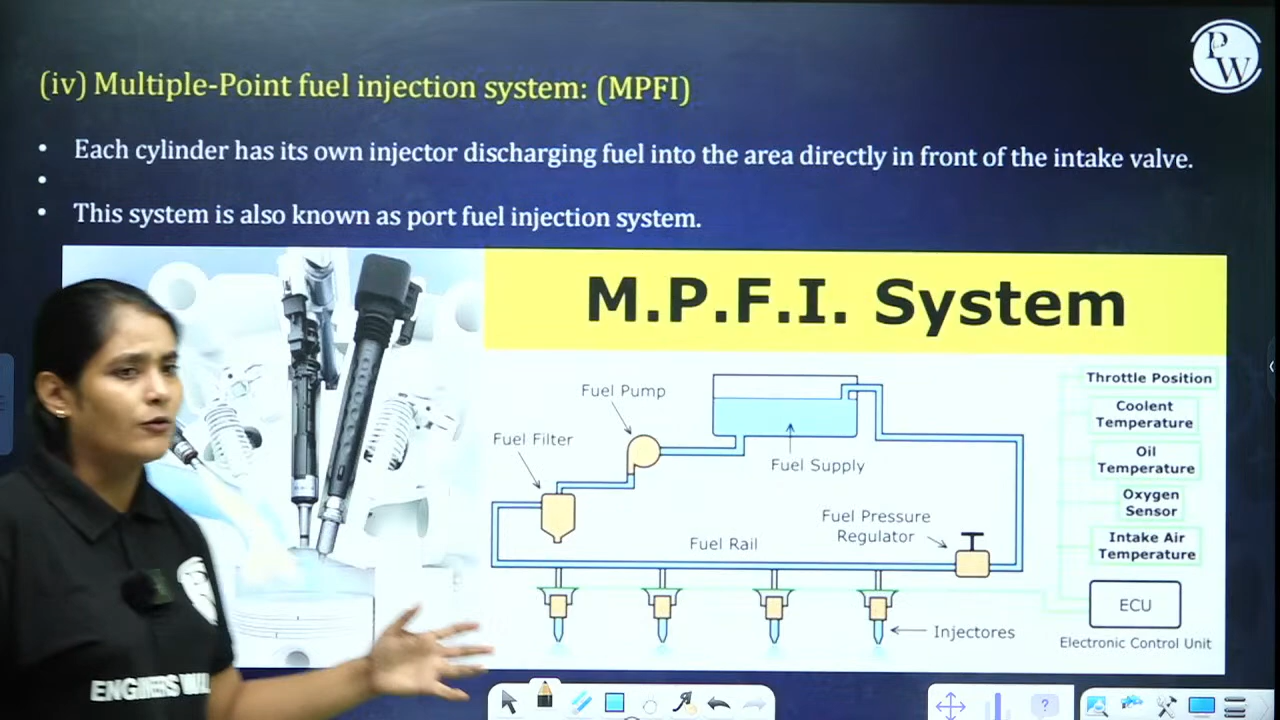 PW
(iv) Multiple-Point fuel injection system: (MPFI)
• Each cylinder has its own injector discharging fuel into the area directly in front of the intake valve.
•
• This system is also known as port fuel injection system.
M.P.F.I. System
Fuel Pump
Fuel Filter
Fuel Supply
Fuel Pressure
Regulator
Fuel Rail
Injectores
Throttle Position
Coolent
Temperature
Oil
Temperature
Oxygen
Sensor
Intake Air
Temperature
ECU
Electronic Control Unit
?